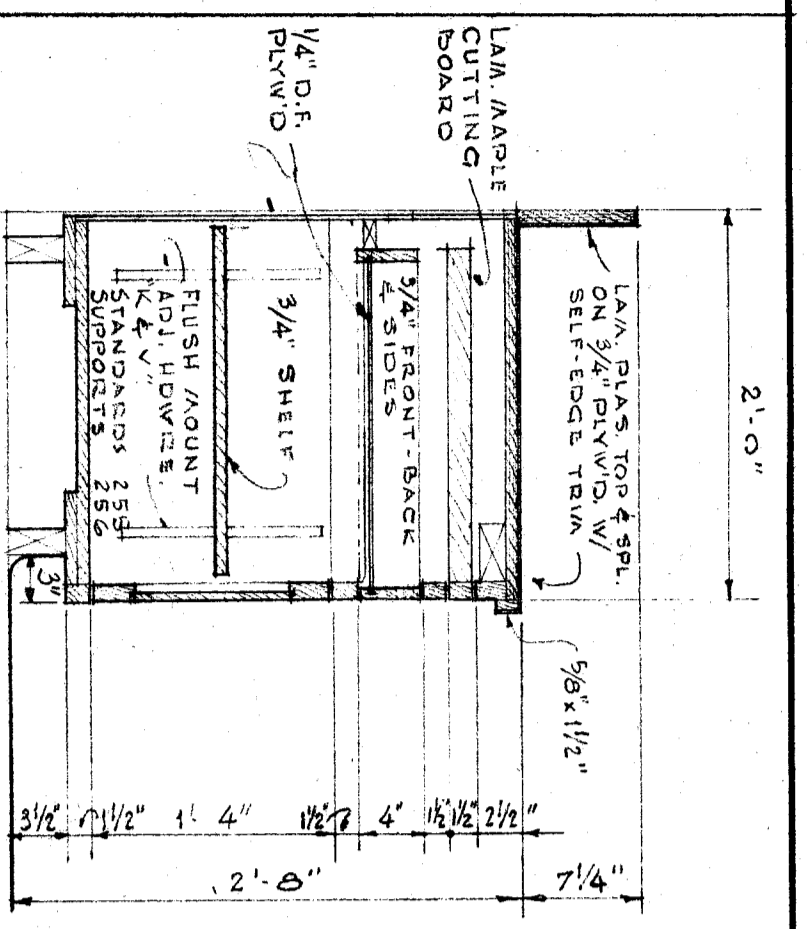 LAM. MAPLE
CUTTING
BOARD
1/4" D.F.
PLYW'D
LAM. PLAS. TOP & SPL.
ON 3/4" PLYW'D. W/
SELF-EDGE TRIM
2'-0"
3/4" FRONT-BACK
& SIDES
3/4" SHELF
FLUSH MOUNT
ADJ. HDWRE.
"K & V"
STANDARDS 255
SUPPORTS 256
3"
5/8" x 1 1/2"
3 1/2"
1 1/2"
1' 4"
1 1/2"
4"
1 1/2"
1 1/2"
2 1/2"
2'-8"
7 1/4"